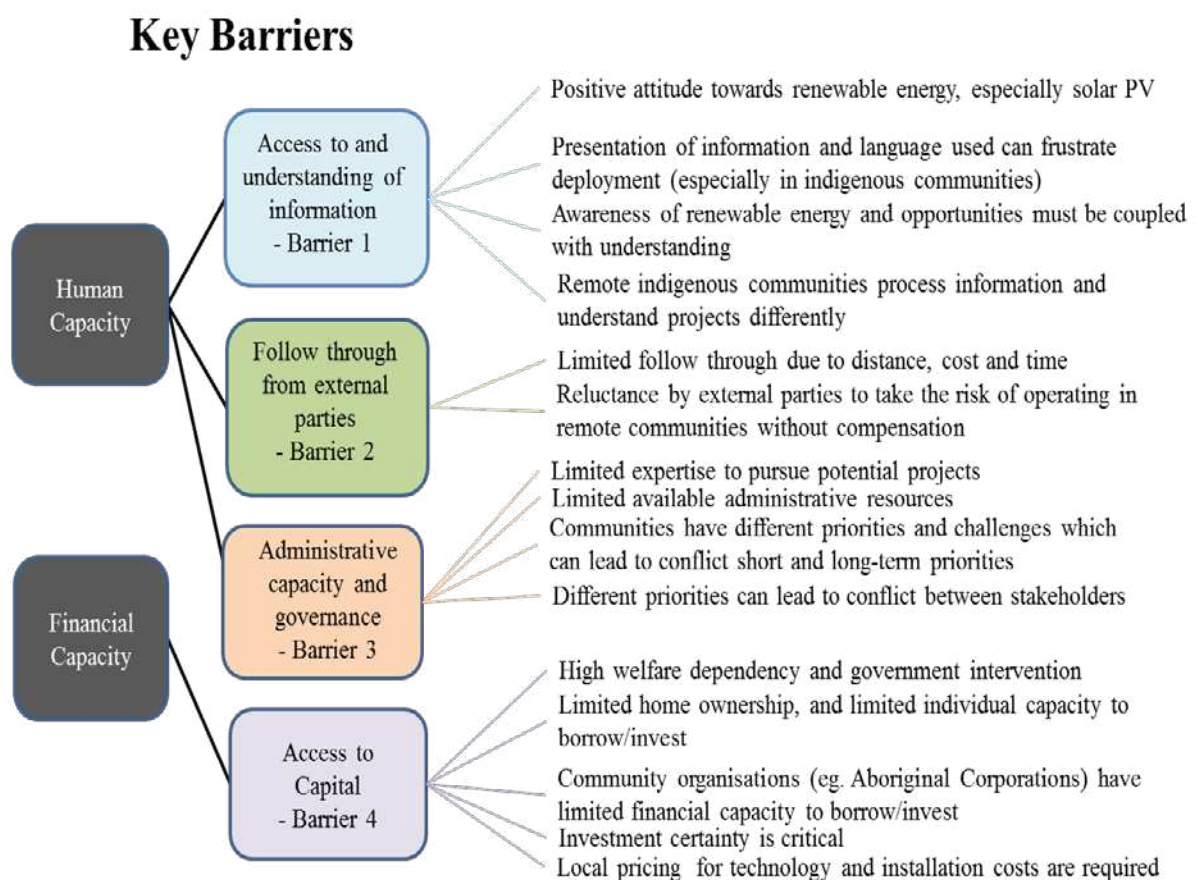 Key Barriers
Human
Capacity
Financial
Capacity
Access to and
understanding of
information
- Barrier 1
Positive attitude towards renewable energy, especially solar PV
Presentation of information and language used can frustrate
deployment (especially in indigenous communities)
Awareness of renewable energy and opportunities must be coupled
with understanding
Remote indigenous communities process information and
understand projects differently
Follow through
from external
parties
- Barrier 2
Limited follow through due to distance, cost and time
Reluctance by external parties to take the risk of operating in
remote communities without compensation
Administrative
capacity and
governance
- Barrier 3
Limited expertise to pursue potential projects
Limited available administrative resources
Communities have different priorities and challenges which
can lead to conflict short and long-term priorities
Different priorities can lead to conflict between stakeholders
Access to
Capital
- Barrier 4
High welfare dependency and government intervention
Limited home ownership, and limited individual capacity to
borrow/invest
Community organisations (eg. Aboriginal Corporations) have
limited financial capacity to borrow/invest
Investment certainty is critical
Local pricing for technology and installation costs are required